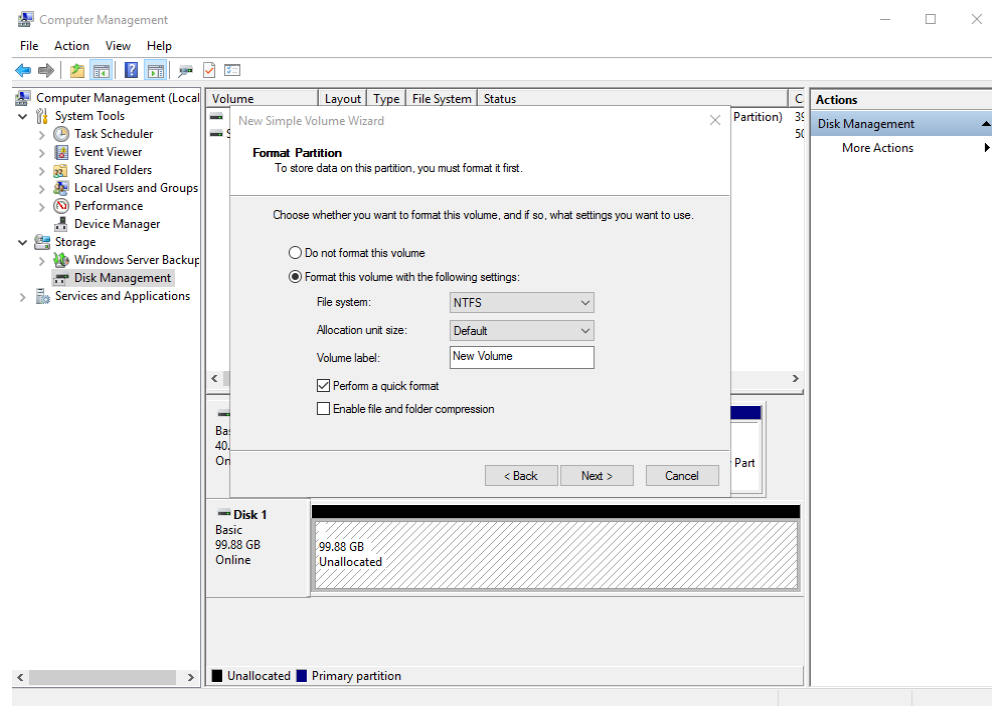 Computer Management
File Action View Help
Computer Management (Local
System Tools
Task Scheduler
Event Viewer
Shared Folders
Local Users and Groups
Performance
Device Manager
Storage
Windows Server Backup
Disk Management
Services and Applications
Volume Layout Type File System Status C
Partition) 39
S 50
New Simple Volume Wizard
Format Partition
To store data on this partition, you must format it first.
Choose whether you want to format this volume, and if so, what settings you want to use.
Do not format this volume
Format this volume with the following settings:
File system: NTFS
Allocation unit size: Default
Volume label: New Volume
Perform a quick format
Enable file and folder compression
< Back Next > Cancel
Bas
40.
On
Part
Disk 1
Basic
99.88 GB
Online
99.88 GB
Unallocated
Unallocated Primary partition
Actions
Disk Management
More Actions